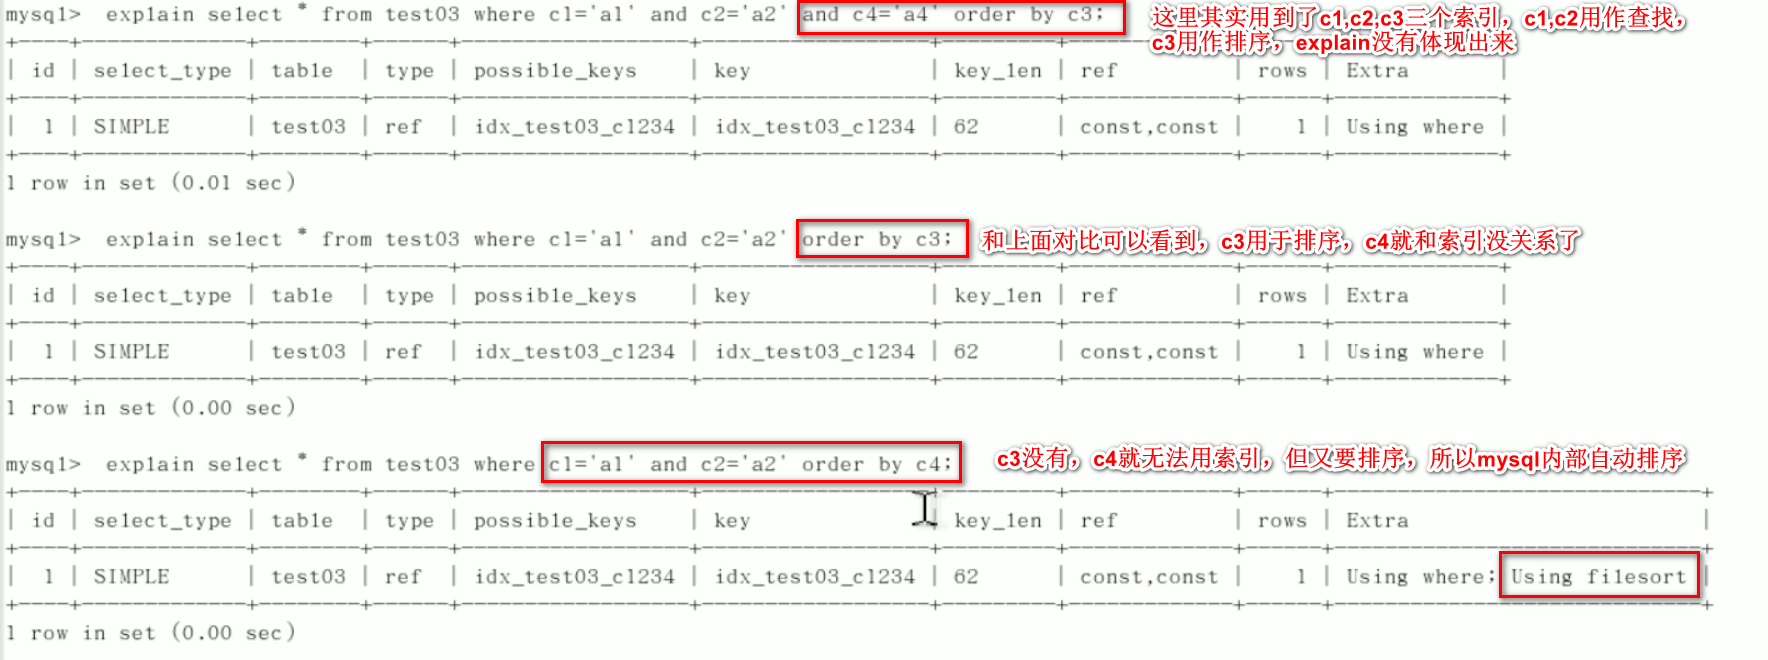 mysql>  explain select * from test03 where c1='a1' and c2='a2' and c4='a4' order by c3;
这里其实用到了c1,c2,c3三个索引，c1,c2用作查找，
c3用作排序，explain没有体现出来
| id | select_type | table | type | possible_keys | key | key_len | ref | rows | Extra |
| 1 | SIMPLE | test03 | ref | idx_test03_c1234 | idx_test03_c1234 | 62 | const,const | 1 | Using where |
1 row in set (0.01 sec)
mysql>  explain select * from test03 where c1='a1' and c2='a2' order by c3;
和上面对比可以看到，c3用于排序，c4就和索引没关系了
| id | select_type | table | type | possible_keys | key | key_len | ref | rows | Extra |
| 1 | SIMPLE | test03 | ref | idx_test03_c1234 | idx_test03_c1234 | 62 | const,const | 1 | Using where |
1 row in set (0.00 sec)
mysql>  explain select * from test03 where c1='a1' and c2='a2' order by c4;
c3没有，c4就无法用索引，但又要排序，所以mysql内部自动排序
| id | select_type | table | type | possible_keys | key | key_len | ref | rows | Extra |
| 1 | SIMPLE | test03 | ref | idx_test03_c1234 | idx_test03_c1234 | 62 | const,const | 1 | Using where; Using filesort |
1 row in set (0.00 sec)